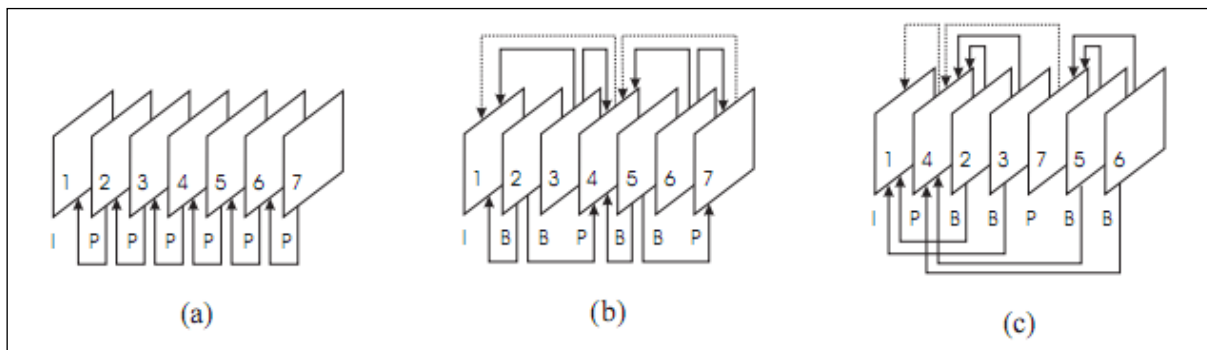 1 2 3 4 5 6 7
I P P P P P P
(a)
1 2 3 4 5 6 7
I B B P B B P
(b)
1 4 2 3 7 5 6
I P B B P B B
(c)